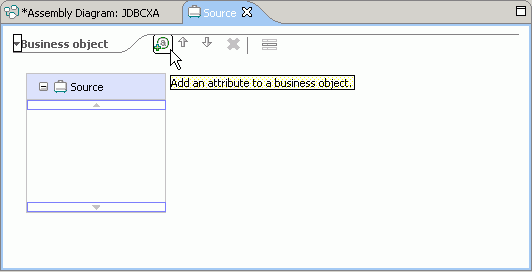 *Assembly Diagram: JDBCXA
Source
Business object
a
Source
Add an attribute to a business object.